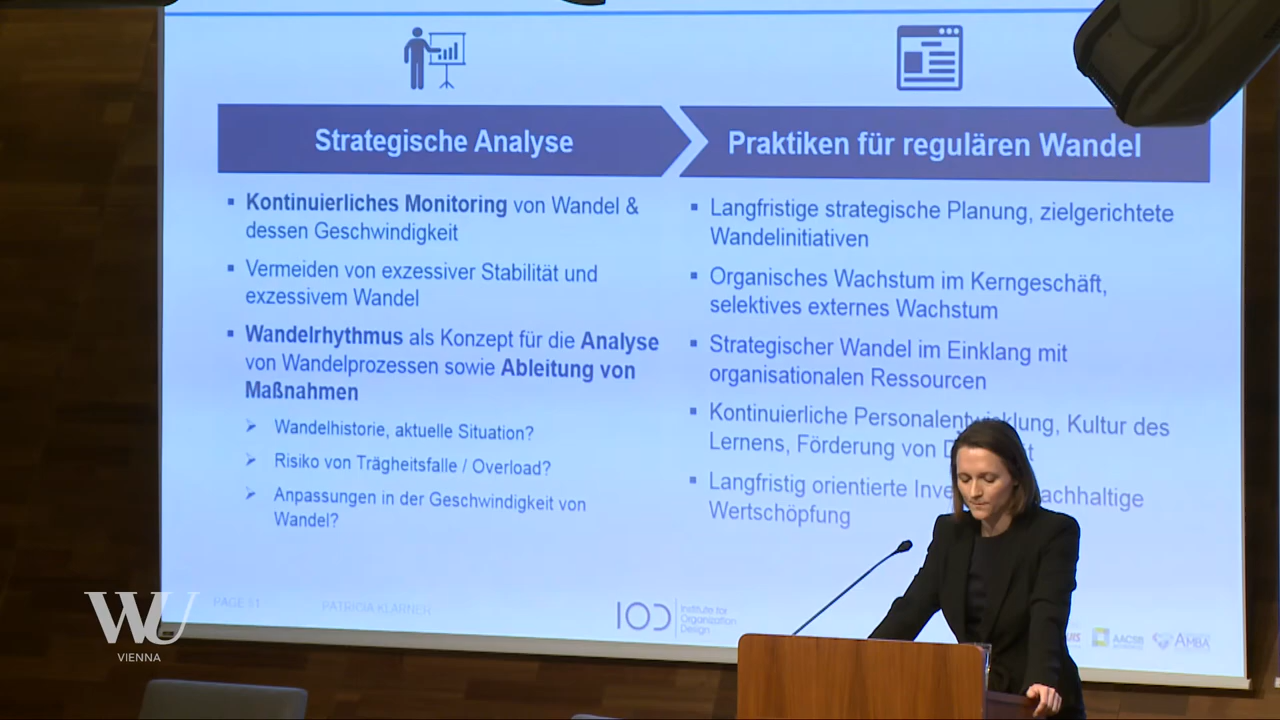 Strategische Analyse
Kontinuierliches Monitoring von Wandel &
dessen Geschwindigkeit
Vermeiden von exzessiver Stabilität und
exzessivem Wandel
Wandelrhythmus als Konzept für die Analyse
von Wandelprozessen sowie Ableitung von
Maßnahmen
Wandelhistorie, aktuelle Situation?
Risiko von Trägheitsfalle / Overload?
Anpassungen in der Geschwindigkeit von
Wandel?
Praktiken für regulären Wandel
Langfristige strategische Planung, zielgerichtete
Wandelinitiativen
Organisches Wachstum im Kerngeschäft,
selektives externes Wachstum
Strategischer Wandel im Einklang mit
organisationalen Ressourcen
Kontinuierliche Personalentwicklung, Kultur des
Lernens, Förderung von
Langfristig orientierte
Wertschöpfung
PAGE 51 PATRICIA KLARNER
IOD Institute for
Organization
Design
AACSB
AMBA
WU
VIENNA